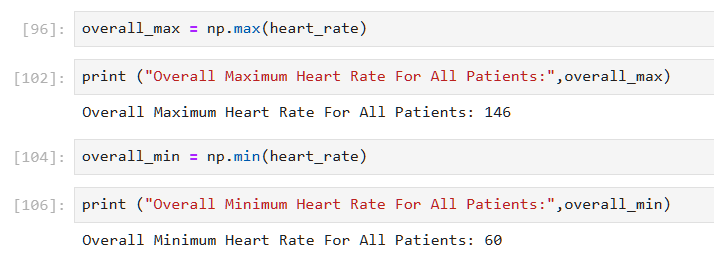 [96]: overall_max = np.max(heart_rate)
[102]: print ("Overall Maximum Heart Rate For All Patients:",overall_max)
Overall Maximum Heart Rate For All Patients: 146
[104]: overall_min = np.min(heart_rate)
[106]: print ("Overall Minimum Heart Rate For All Patients:",overall_min)
Overall Minimum Heart Rate For All Patients: 60